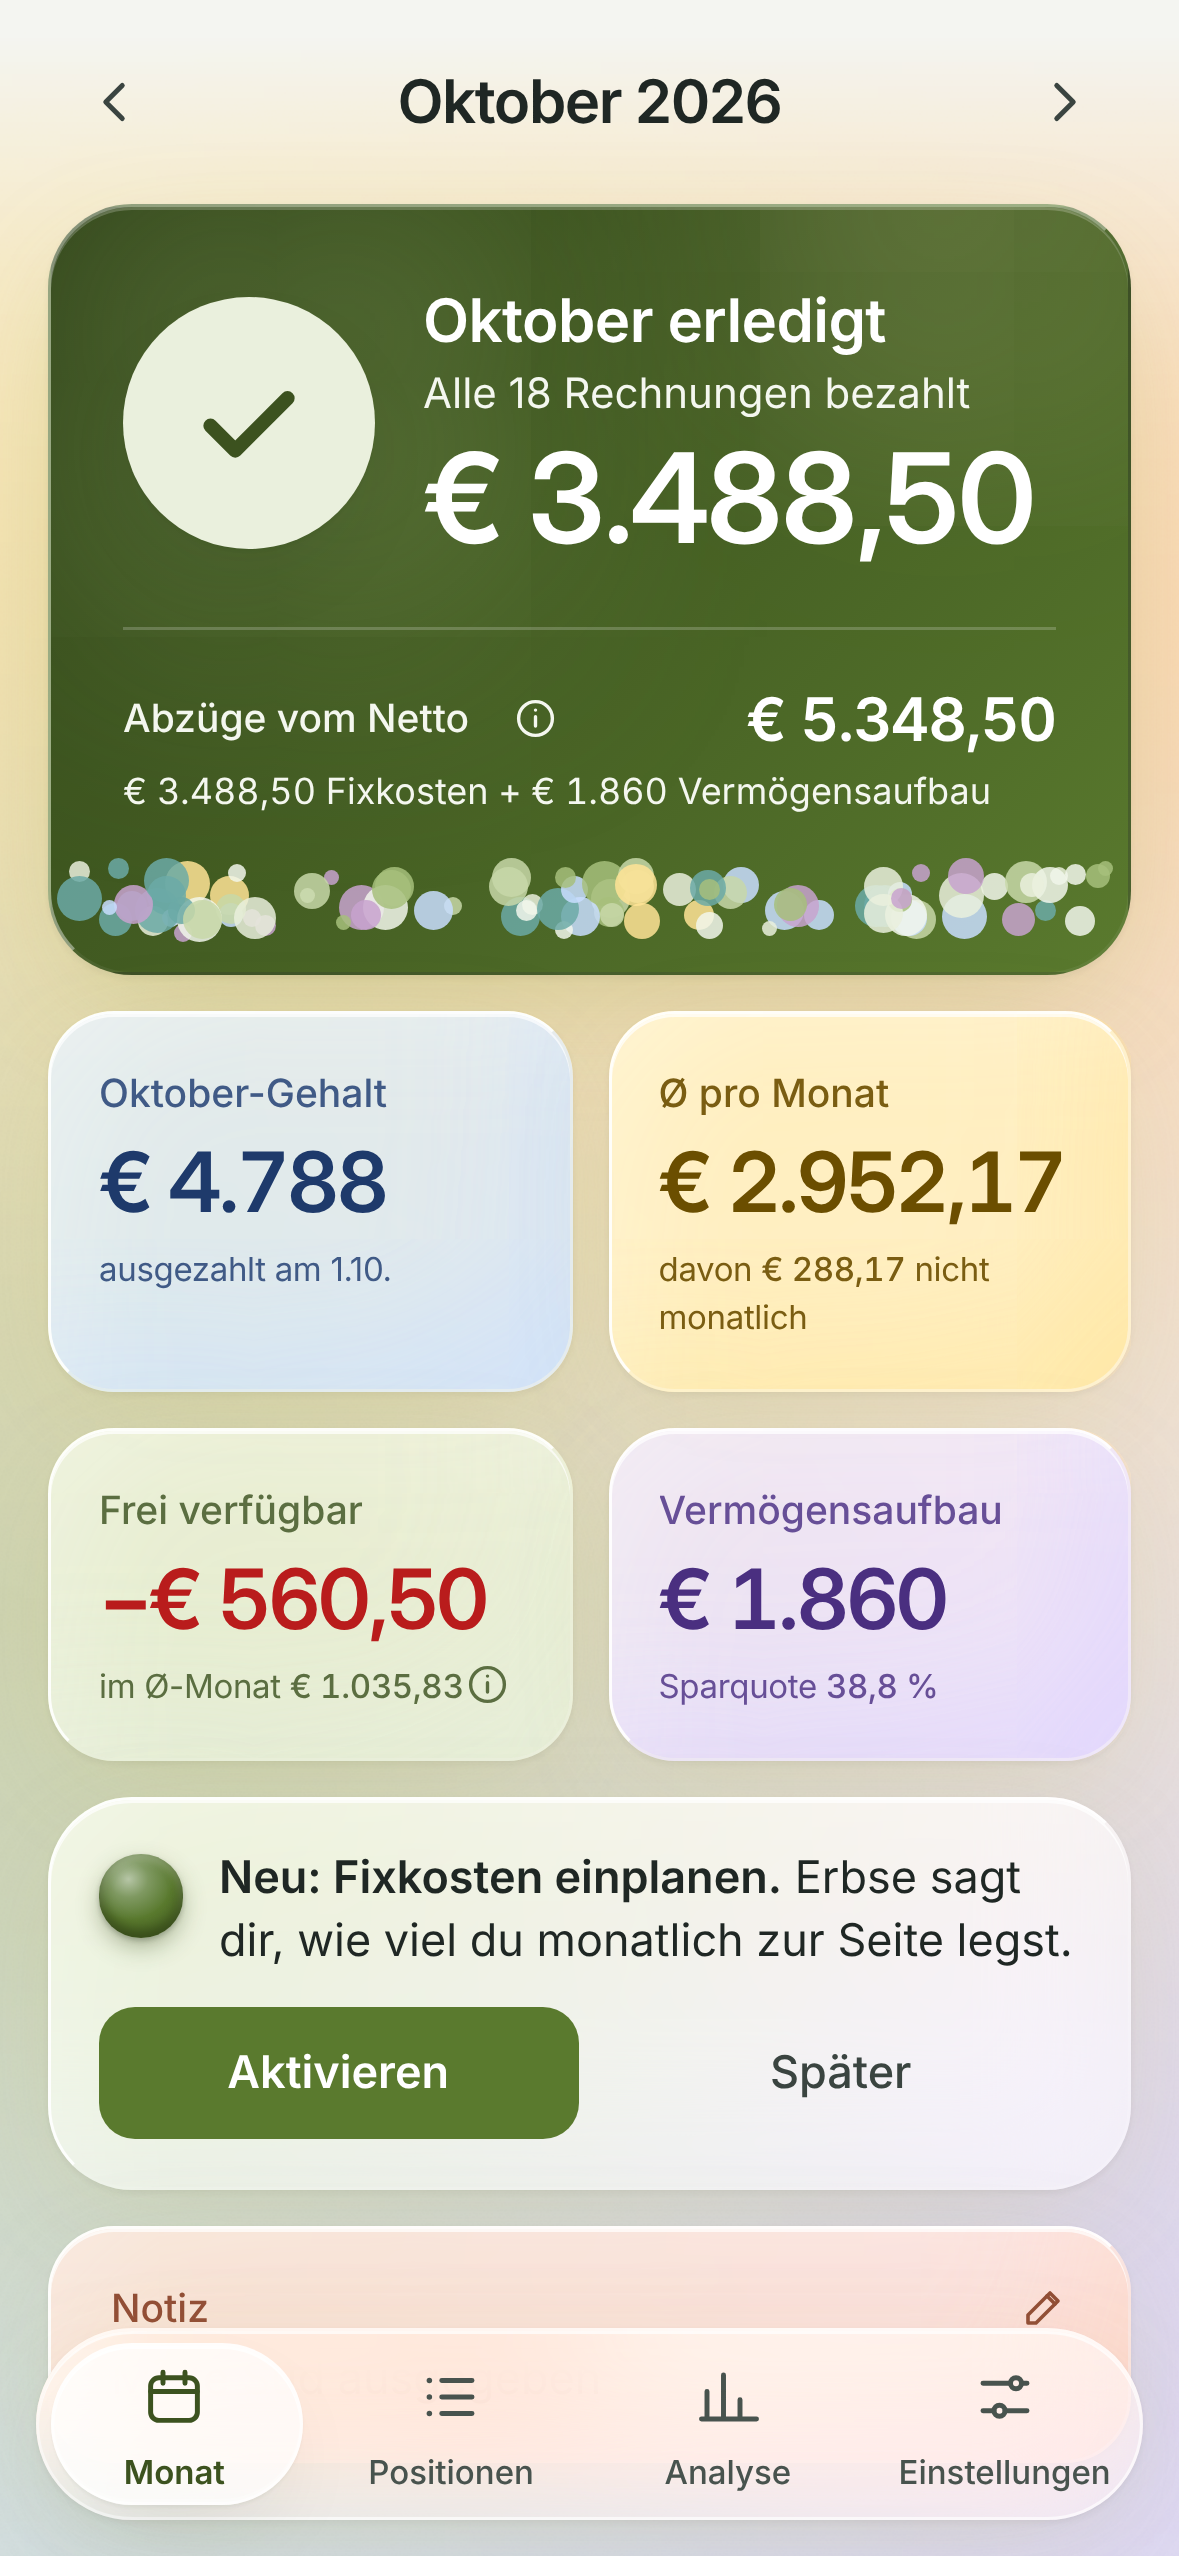 Oktober 2026
Oktober erledigt
Alle 18 Rechnungen bezahlt
€ 3.488,50
Abzüge vom Netto
€ 5.348,50
€ 3.488,50 Fixkosten + € 1.860 Vermögensaufbau
Oktober-Gehalt
€ 4.788
ausgezahlt am 1.10.
Ø pro Monat
€ 2.952,17
davon € 288,17 nicht
monatlich
Frei verfügbar
–€ 560,50
im Ø-Monat € 1.035,83
Vermögensaufbau
€ 1.860
Sparquote 38,8 %
Neu: Fixkosten einplanen. Erbse sagt
dir, wie viel du monatlich zur Seite legst.
Aktivieren
Später
Notiz
Monat
Positionen
Analyse
Einstellungen